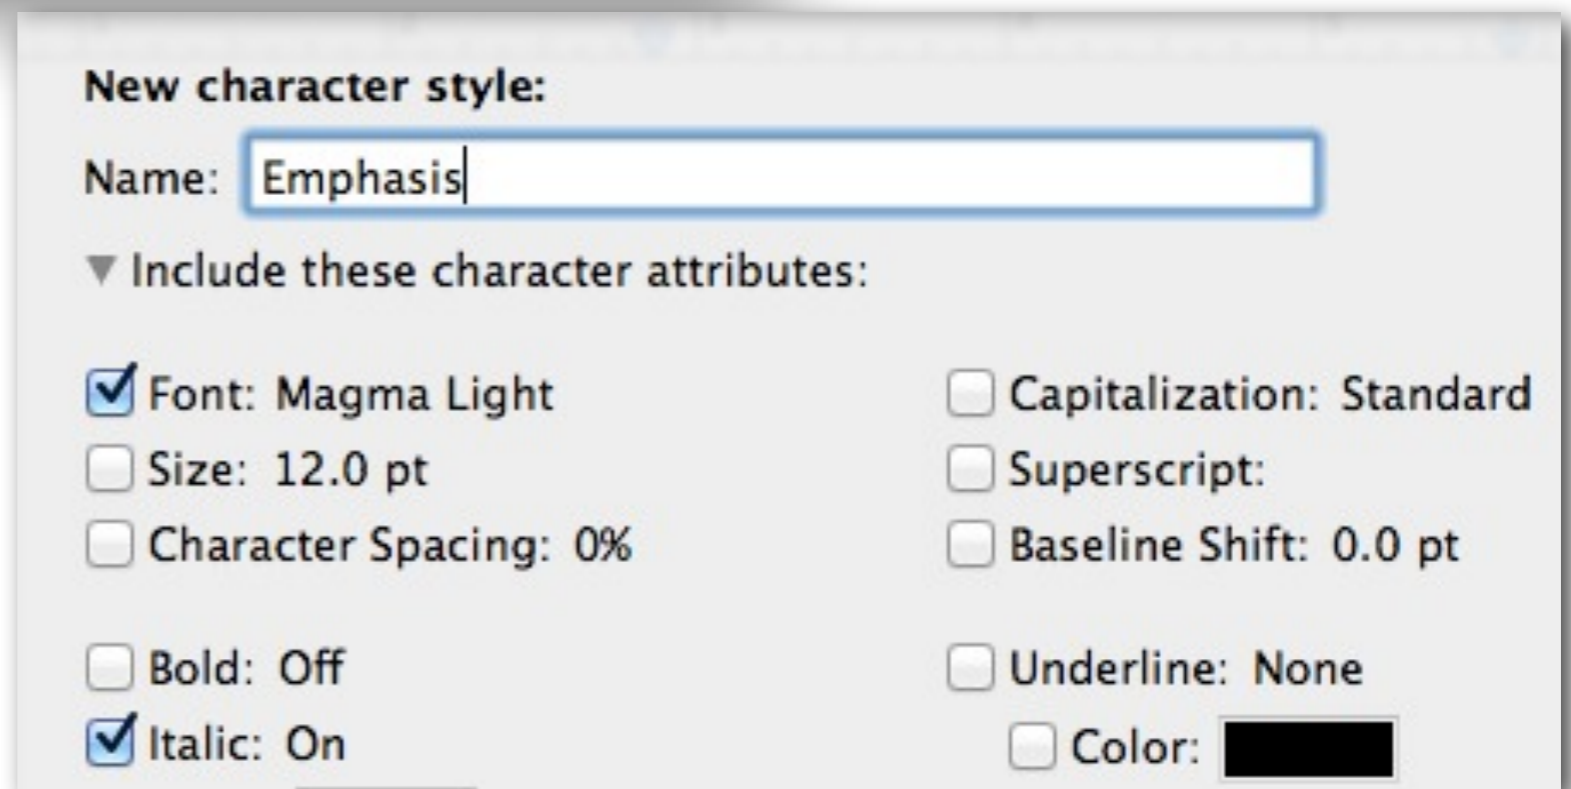 New character style:
Name: Emphasis
Include these character attributes:
Font: Magma Light
Capitalization: Standard
Size: 12.0 pt
Superscript:
Character Spacing: 0%
Baseline Shift: 0.0 pt
Bold: Off
Underline: None
Italic: On
Color: